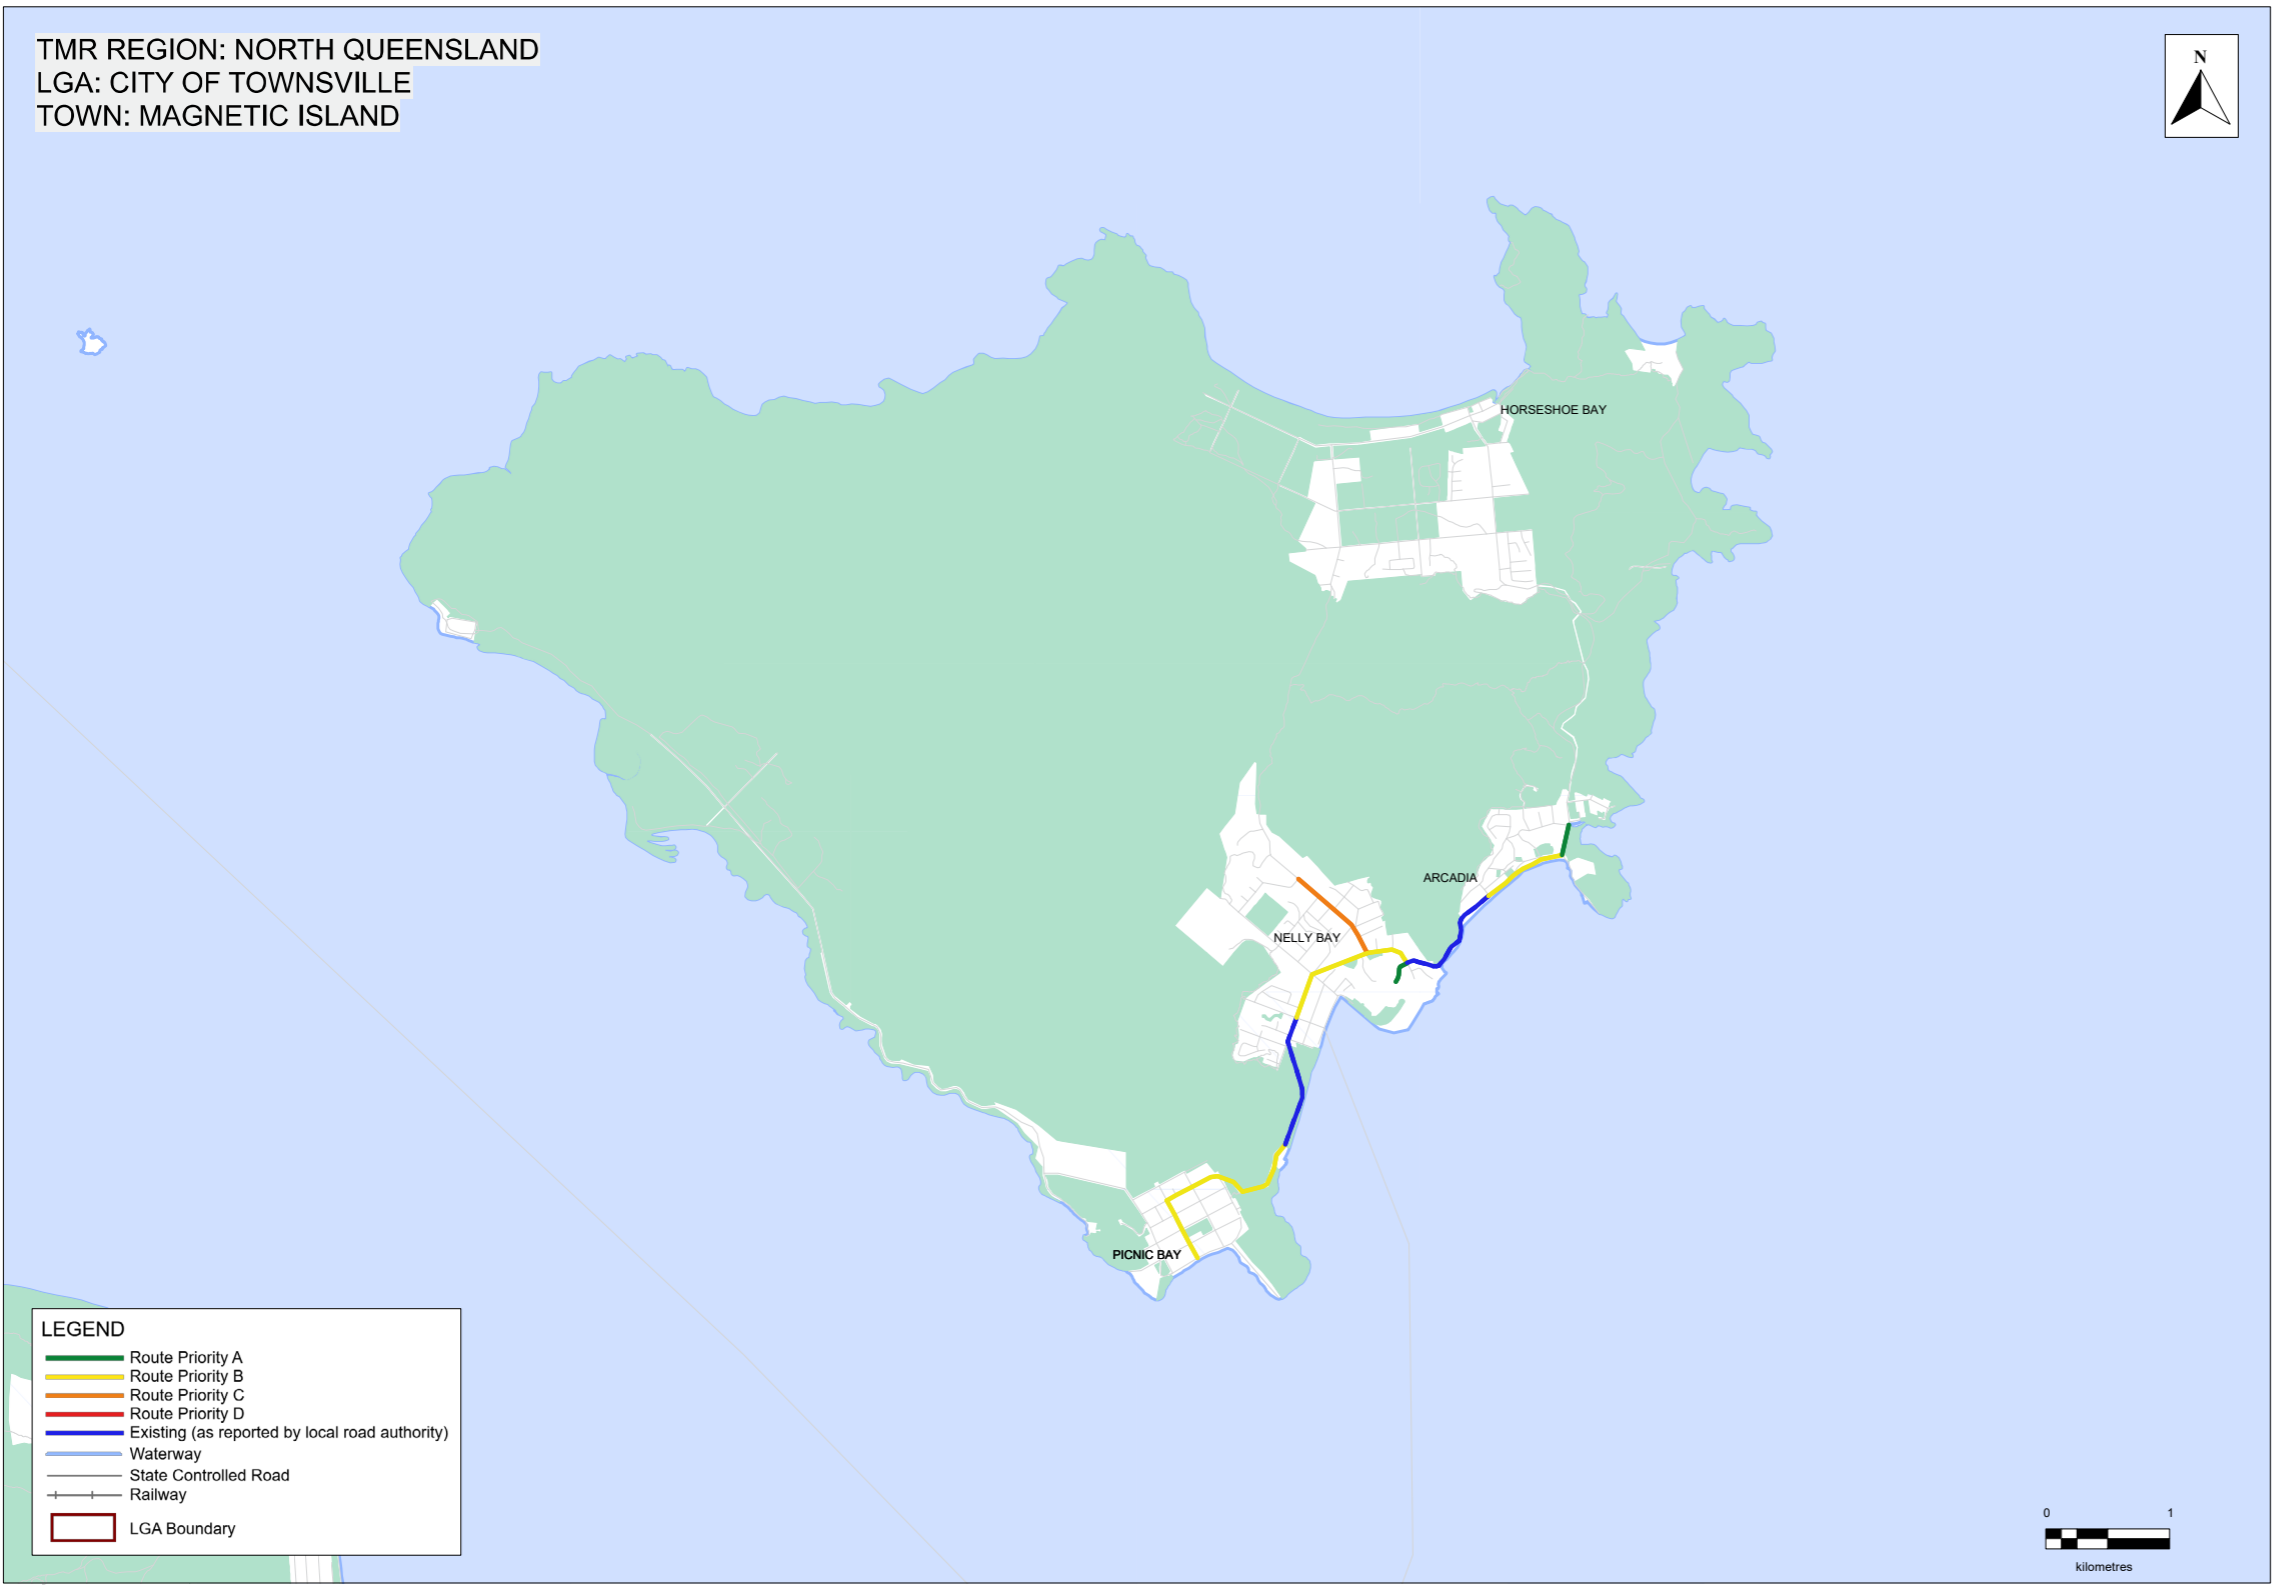 TMR REGION: NORTH QUEENSLAND
LGA: CITY OF TOWNSVILLE
TOWN: MAGNETIC ISLAND
N
HORSESHOE BAY
ARCADIA
NELLY BAY
PICNIC BAY
LEGEND
Route Priority A
Route Priority B
Route Priority C
Route Priority D
Existing (as reported by local road authority)
Waterway
State Controlled Road
Railway
LGA Boundary
0 1
kilometres